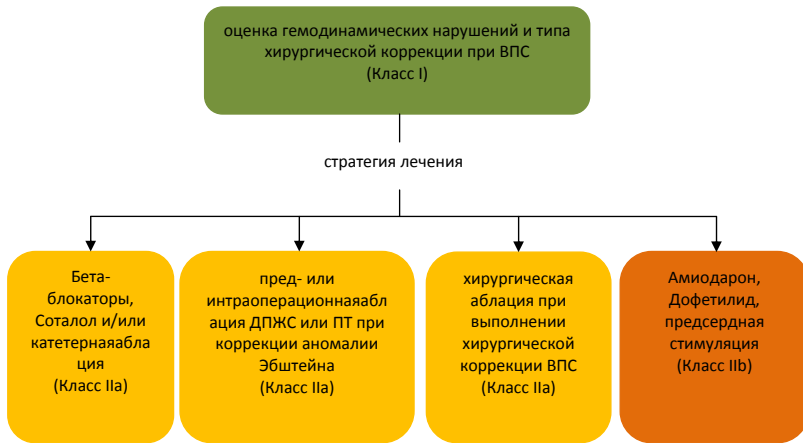 оценка гемодинамических нарушений и типа
хирургической коррекции при ВПС
(Класс I)
стратегия лечения
Бета-
блокаторы,
Соталол и/или
катетернаяабла
ция
(Класс IIa)
пред- или
интраоперационнаяабл
ация ДПЖС или ПТ при
коррекции аномалии
Эбштейна
(Класс IIa)
хирургическая
аблация при
выполнении
хирургической
коррекции ВПС
(Класс IIa)
Амиодарон,
Дофетилид,
предсердная
стимуляция
(Класс IIb)